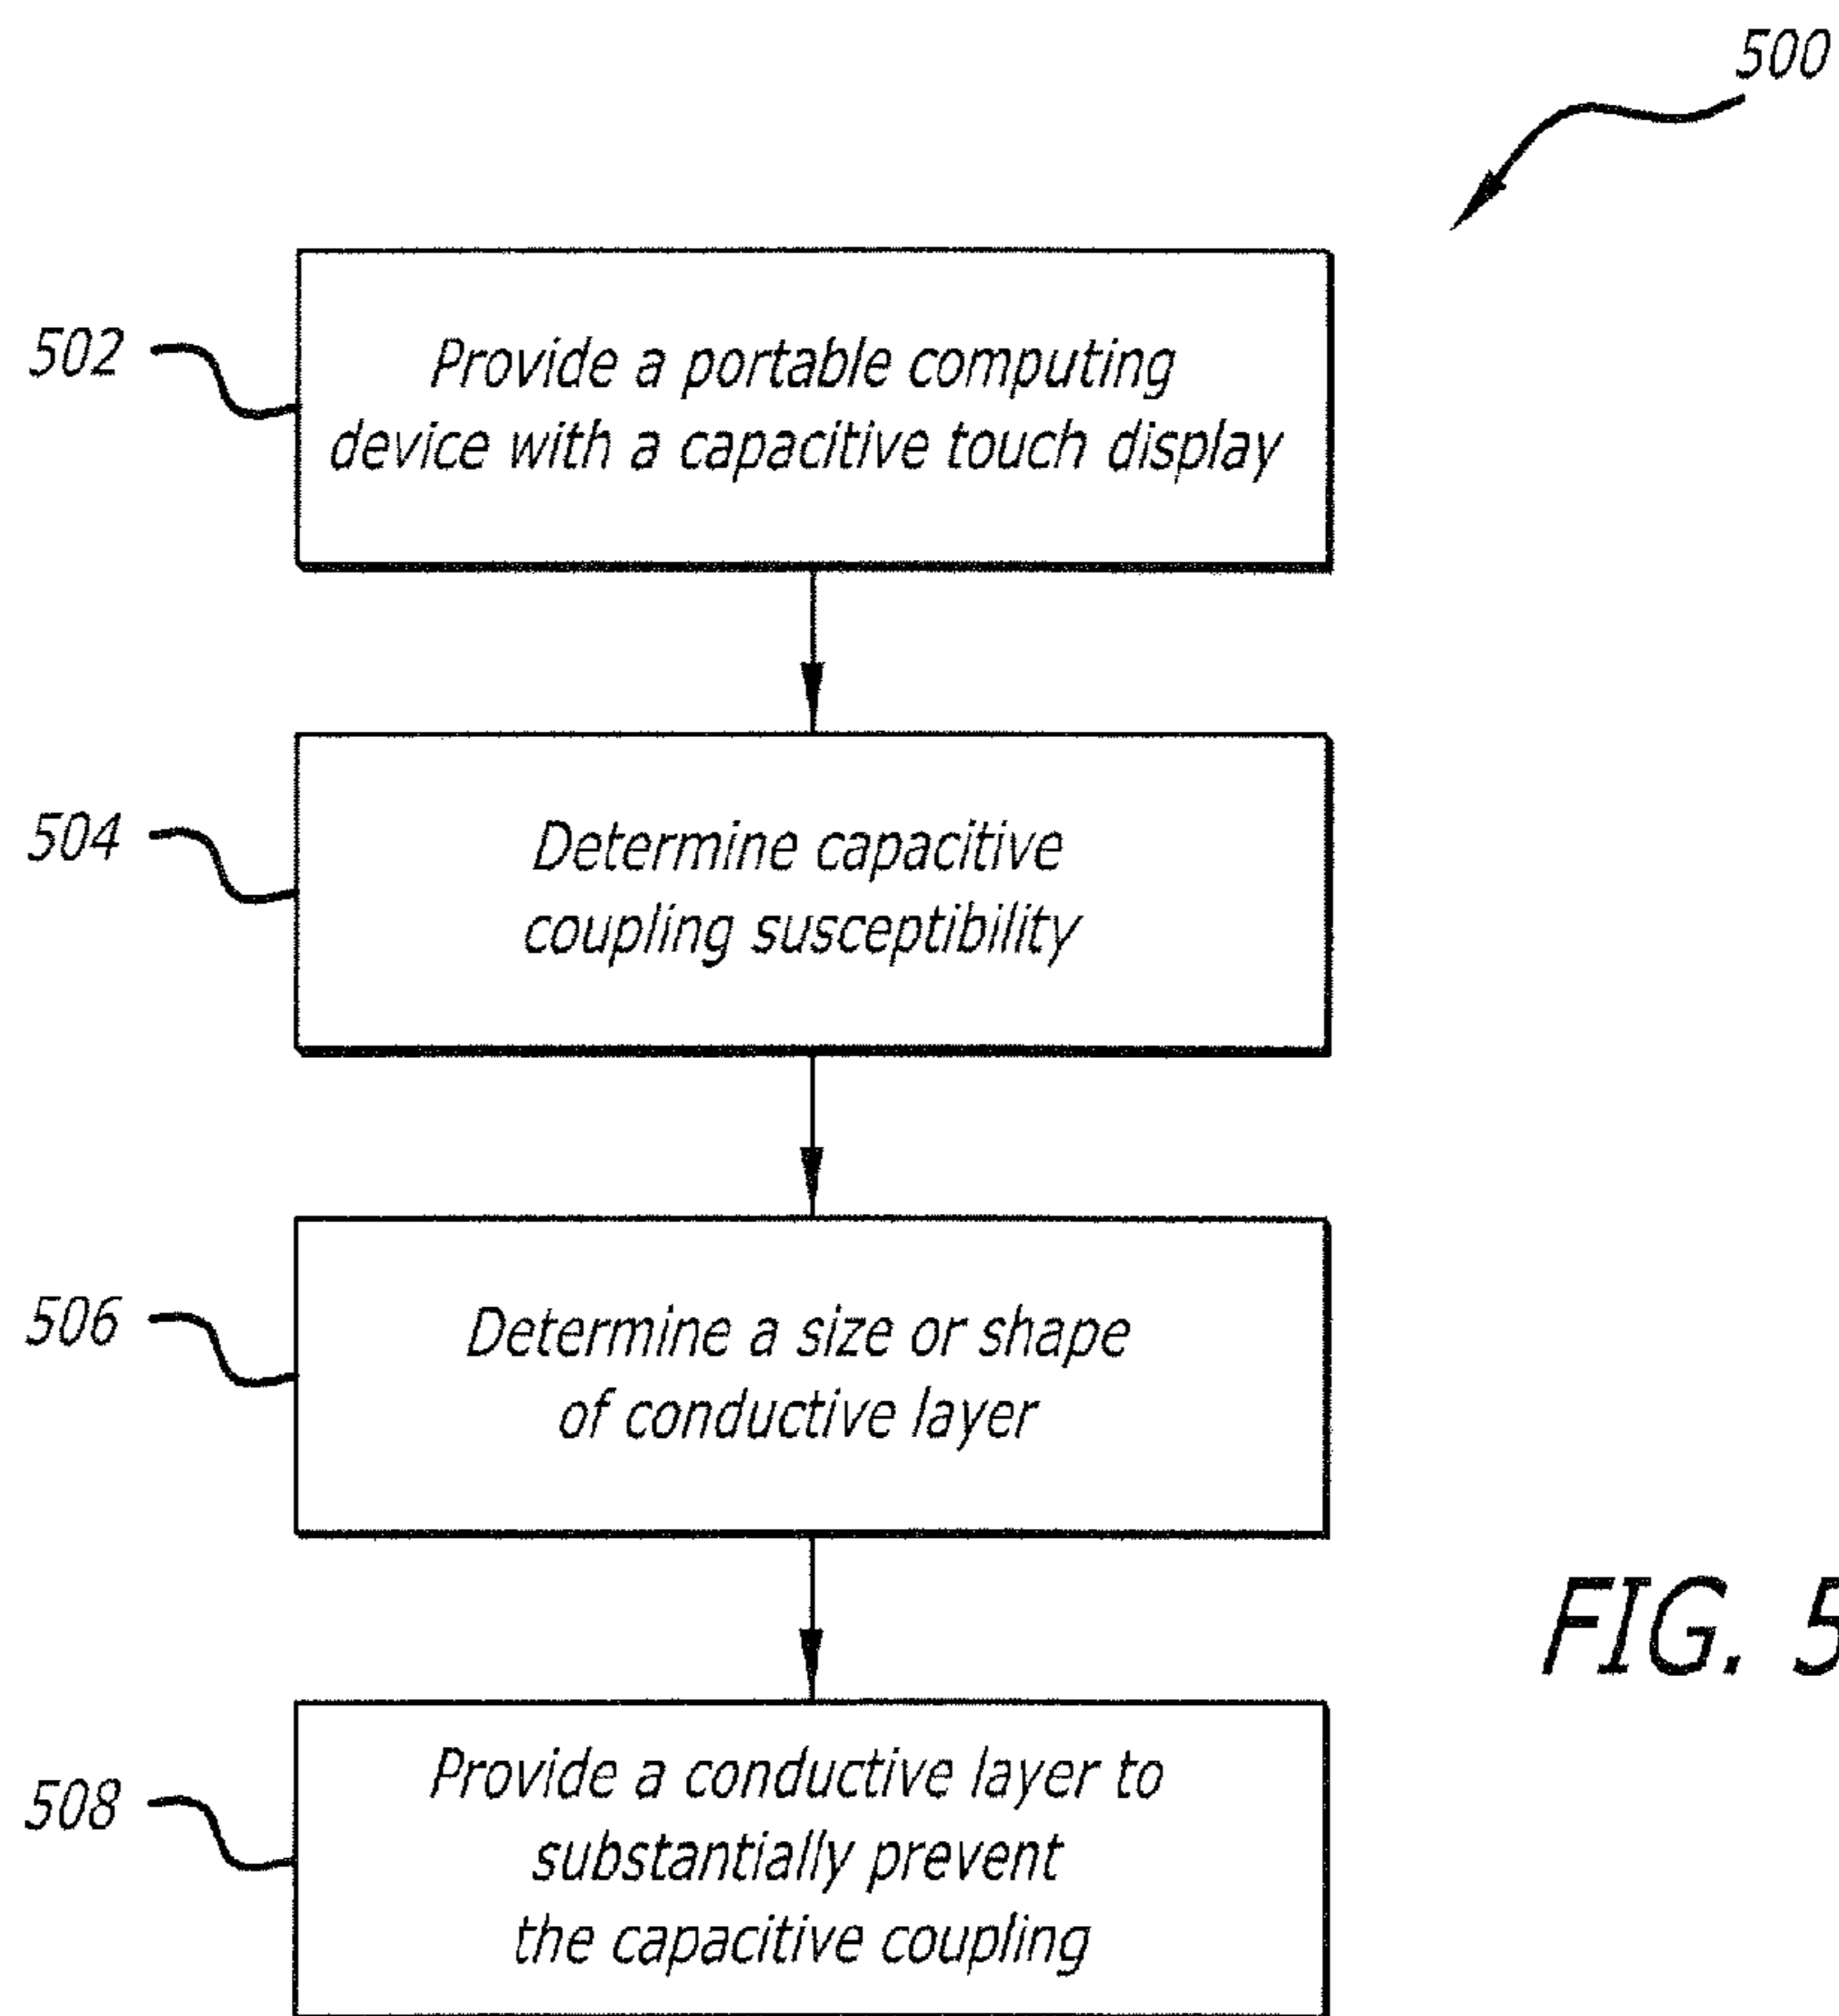 500
502
Provide a portable computing
device with a capacitive touch display
504
Determine capacitive
coupling susceptibility
506
Determine a size or shape
of conductive layer
FIG. 5
508
Provide a conductive layer to
substantially prevent
the capacitive coupling